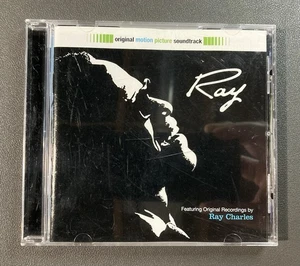 original motion picture soundtrack
Ray
Featuring Original Recordings by
Ray Charles